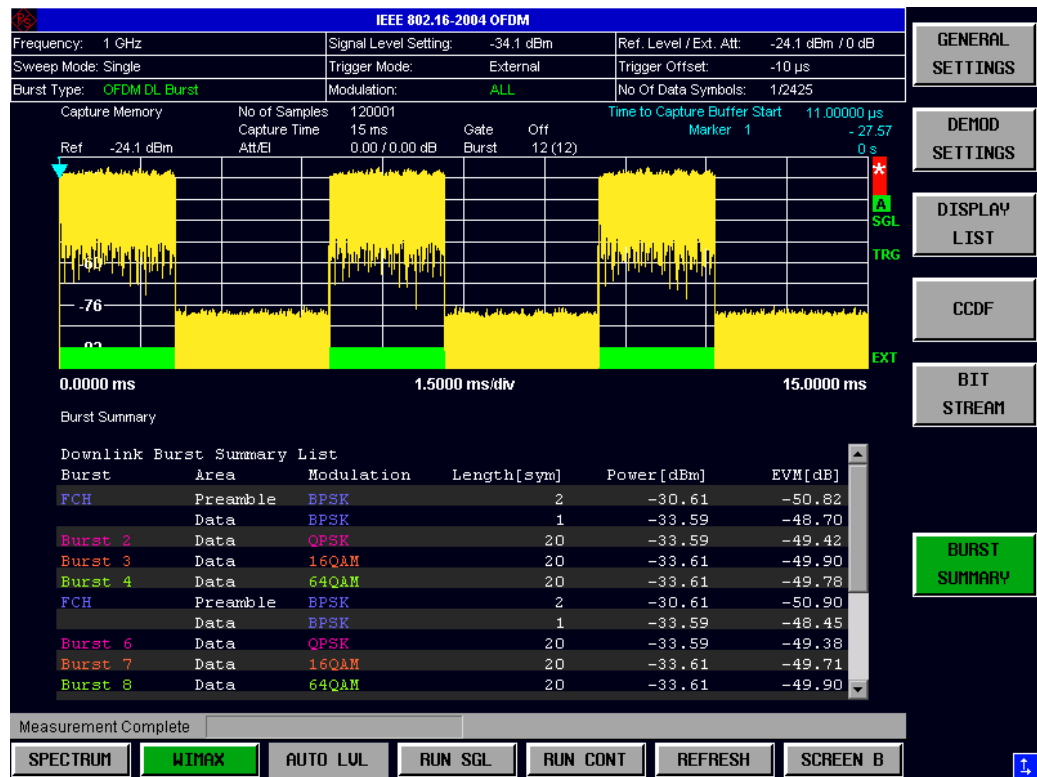 IEEE 802.16-2004 OFDM
Frequency: 1 GHz Signal Level Setting: -34.1 dBm Ref. Level / Ext. Att: -24.1 dBm / 0 dB
Sweep Mode: Single Trigger Mode: External Trigger Offset: -10 µs
Burst Type: OFDM DL Burst Modulation: ALL No Of Data Symbols: 1/2425
Capture Memory No of Samples 120001 Time to Capture Buffer Start 11.00000 µs
Capture Time 15 ms Gate Off Marker 1 - 27.57
Ref -24.1 dBm Att/El 0.00 / 0.00 dB Burst 12 (12) 0 s
*
A
SGL
TRG
-60
-76
EXT
0.0000 ms 1.5000 ms/div 15.0000 ms
Burst Summary
Downlink Burst Summary List
Burst Area Modulation Length[sym] Power[dBm] EVM[dB]
FCH Preamble BPSK 2 -30.61 -50.82
Data BPSK 1 -33.59 -48.70
Burst 2 Data QPSK 20 -33.59 -49.42
Burst 3 Data 16QAM 20 -33.61 -49.90
Burst 4 Data 64QAM 20 -33.61 -49.78
FCH Preamble BPSK 2 -30.61 -50.90
Data BPSK 1 -33.59 -48.45
Burst 6 Data QPSK 20 -33.59 -49.38
Burst 7 Data 16QAM 20 -33.61 -49.71
Burst 8 Data 64QAM 20 -33.61 -49.90
Measurement Complete
SPECTRUM WIMAX AUTO LVL RUN SGL RUN CONT REFRESH SCREEN B
GENERAL
SETTINGS
DEMOD
SETTINGS
DISPLAY
LIST
CCDF
BIT
STREAM
BURST
SUMMARY